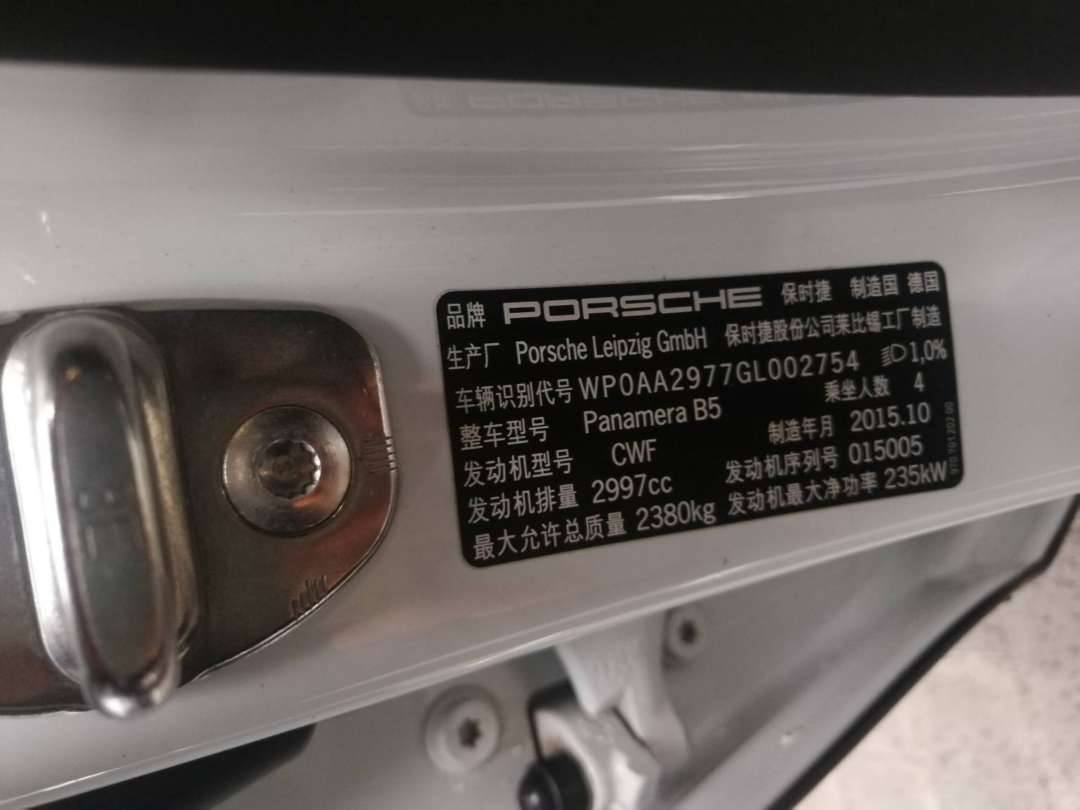 品牌 PORSCHE 保时捷 制造国 德国
生产厂 Porsche Leipzig GmbH 保时捷股份公司莱比锡工厂制造
车辆识别代号 WP0AA2977GL002754 1,0%
整车型号 Panamera B5 乘坐人数 4
发动机型号 CWF 制造年月 2015.10
发动机排量 2997cc 发动机序列号 015005
最大允许总质量 2380kg 发动机最大净功率 235kW